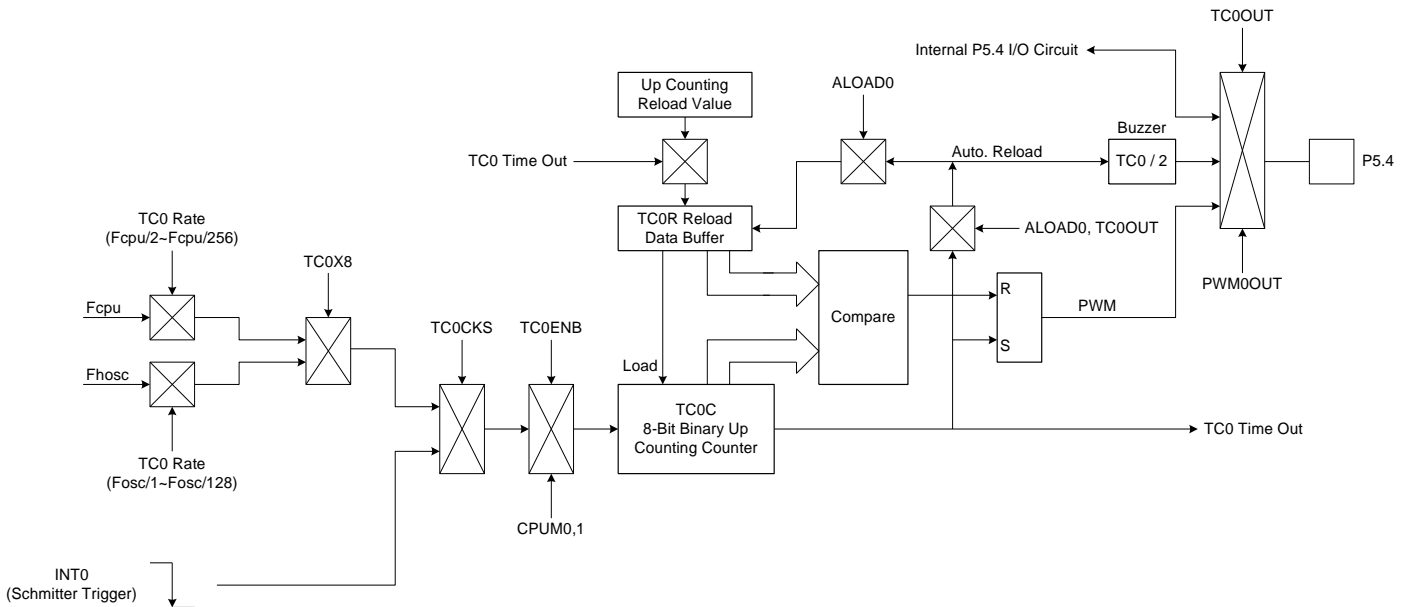 TC0OUT
Internal P5.4 I/O Circuit
Up Counting
Reload Value
ALOAD0
Buzzer
TC0 Time Out
Auto. Reload
TC0 / 2
P5.4
TC0 Rate
(Fcpu/2~Fcpu/256)
TC0R Reload
Data Buffer
ALOAD0, TC0OUT
TC0X8
PWM0OUT
Fcpu
R
PWM
Compare
TC0CKS
TC0ENB
S
Load
Fhosc
TC0C
8-Bit Binary Up
Counting Counter
TC0 Time Out
TC0 Rate
(Fosc/1~Fosc/128)
CPUM0,1
INT0
(Schmitter Trigger)